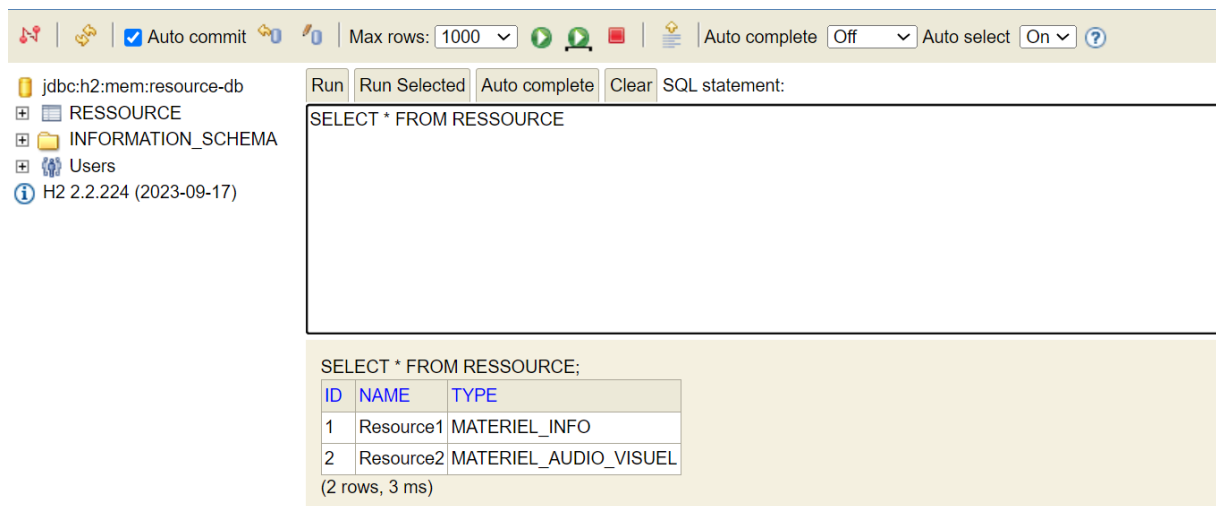 Auto commit Max rows: 1000 Auto complete Off Auto select On
jdbc:h2:mem:resource-db
RESSOURCE
INFORMATION_SCHEMA
Users
H2 2.2.224 (2023-09-17)
Run Run Selected Auto complete Clear SQL statement:
SELECT * FROM RESSOURCE
SELECT * FROM RESSOURCE;
ID NAME TYPE
1 Resource1 MATERIEL_INFO
2 Resource2 MATERIEL_AUDIO_VISUEL
(2 rows, 3 ms)